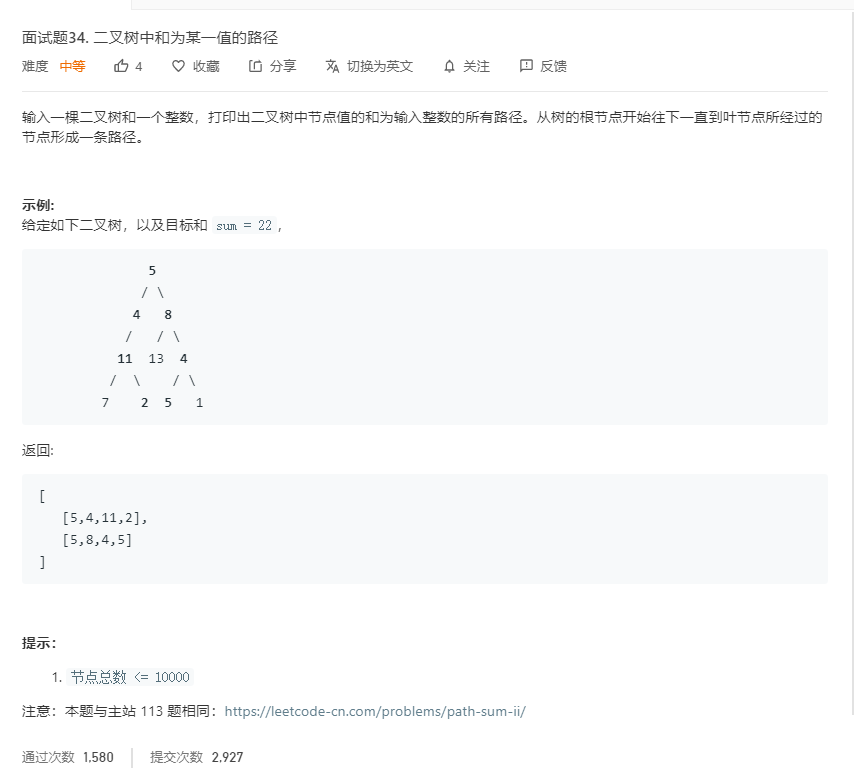 面试题34. 二叉树中和为某一值的路径
难度 中等 4 收藏 分享 切换为英文 关注 反馈
输入一棵二叉树和一个整数，打印出二叉树中节点值的和为输入整数的所有路径。从树的根节点开始往下一直到叶节点所经过的
节点形成一条路径。
示例:
给定如下二叉树，以及目标和 sum = 22 ，
5
/ \
4 8
/ / \
11 13 4
/ \ / \
7 2 5 1
返回:
[
[5,4,11,2],
[5,8,4,5]
]
提示：
1. 节点总数 <= 10000
注意：本题与主站 113 题相同：https://leetcode-cn.com/problems/path-sum-ii/
通过次数 1,580 提交次数 2,927